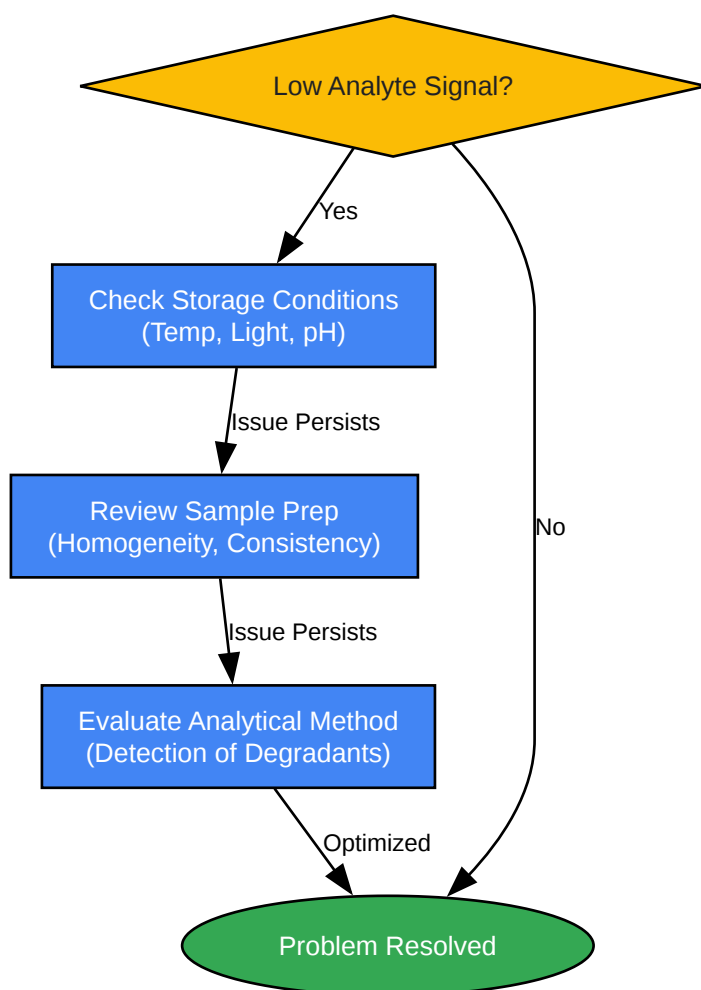 Low Analyte Signal?
Yes
Check Storage Conditions
(Temp, Light, pH)
Issue Persists
Review Sample Prep
(Homogeneity, Consistency)
No
Issue Persists
Evaluate Analytical Method
(Detection of Degradants)
Optimized
Problem Resolved